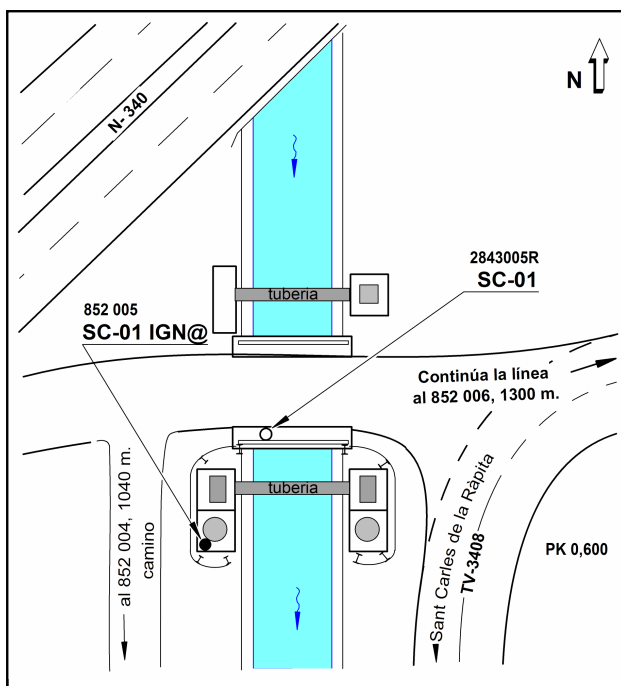 N
N- 340
2843005R
SC-01
tuberia
852 005
SC-01 IGN@
Continúa la línea
al 852 006, 1300 m.
tuberia
al 852 004, 1040 m.
camino
Sant Carles de la Ràpita
TV-3408
PK 0,600